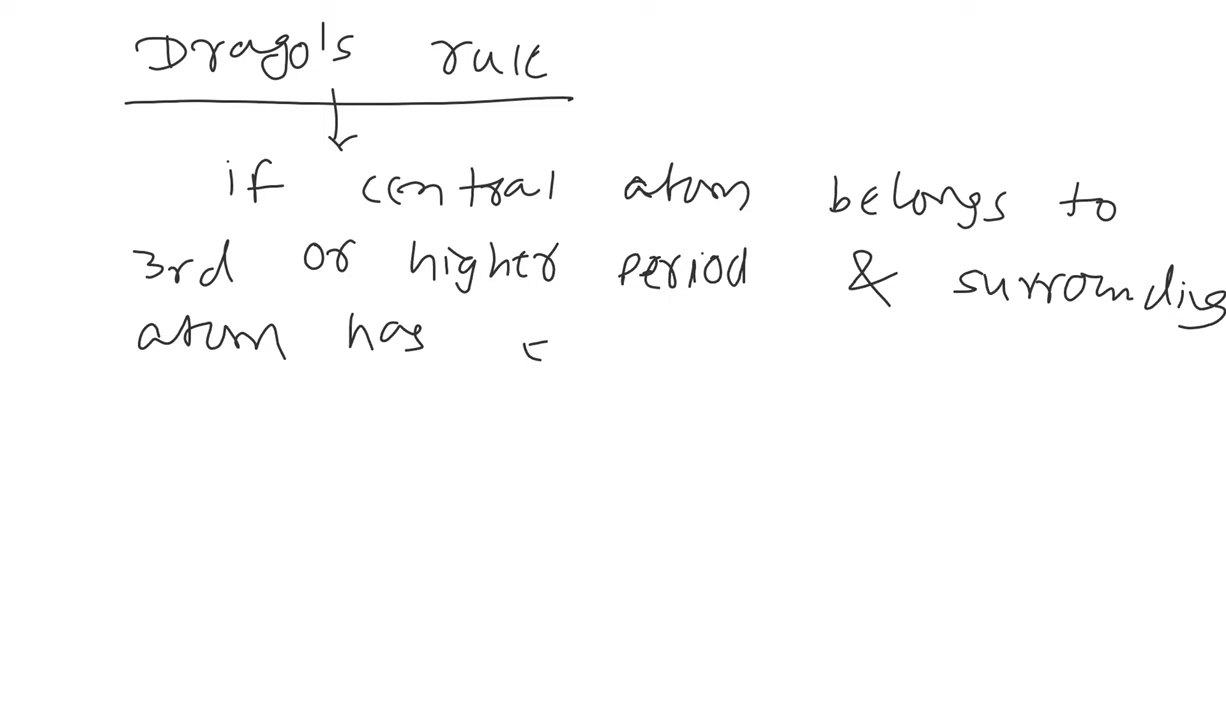 Drago's rule
if central atom belongs to
3rd or higher period & surrounding
atom has